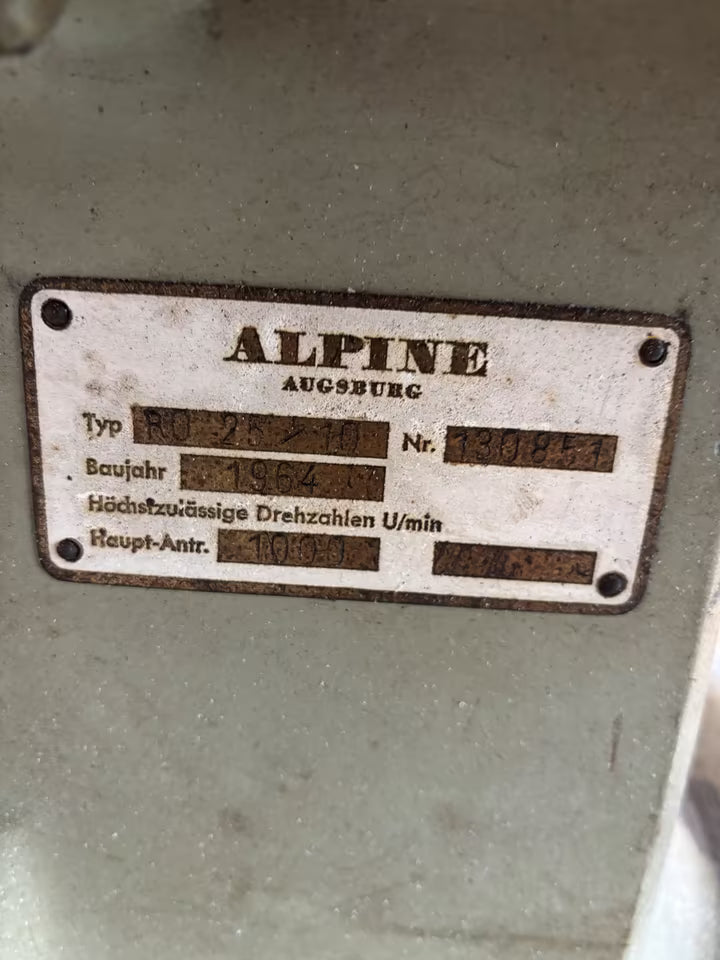 ALPINE
AUGSBURG
Typ RO 25/10 Nr. 130851
Baujahr 1964
Höchstzulässige Drehzahlen U/min
Haupt-Antr. 1000